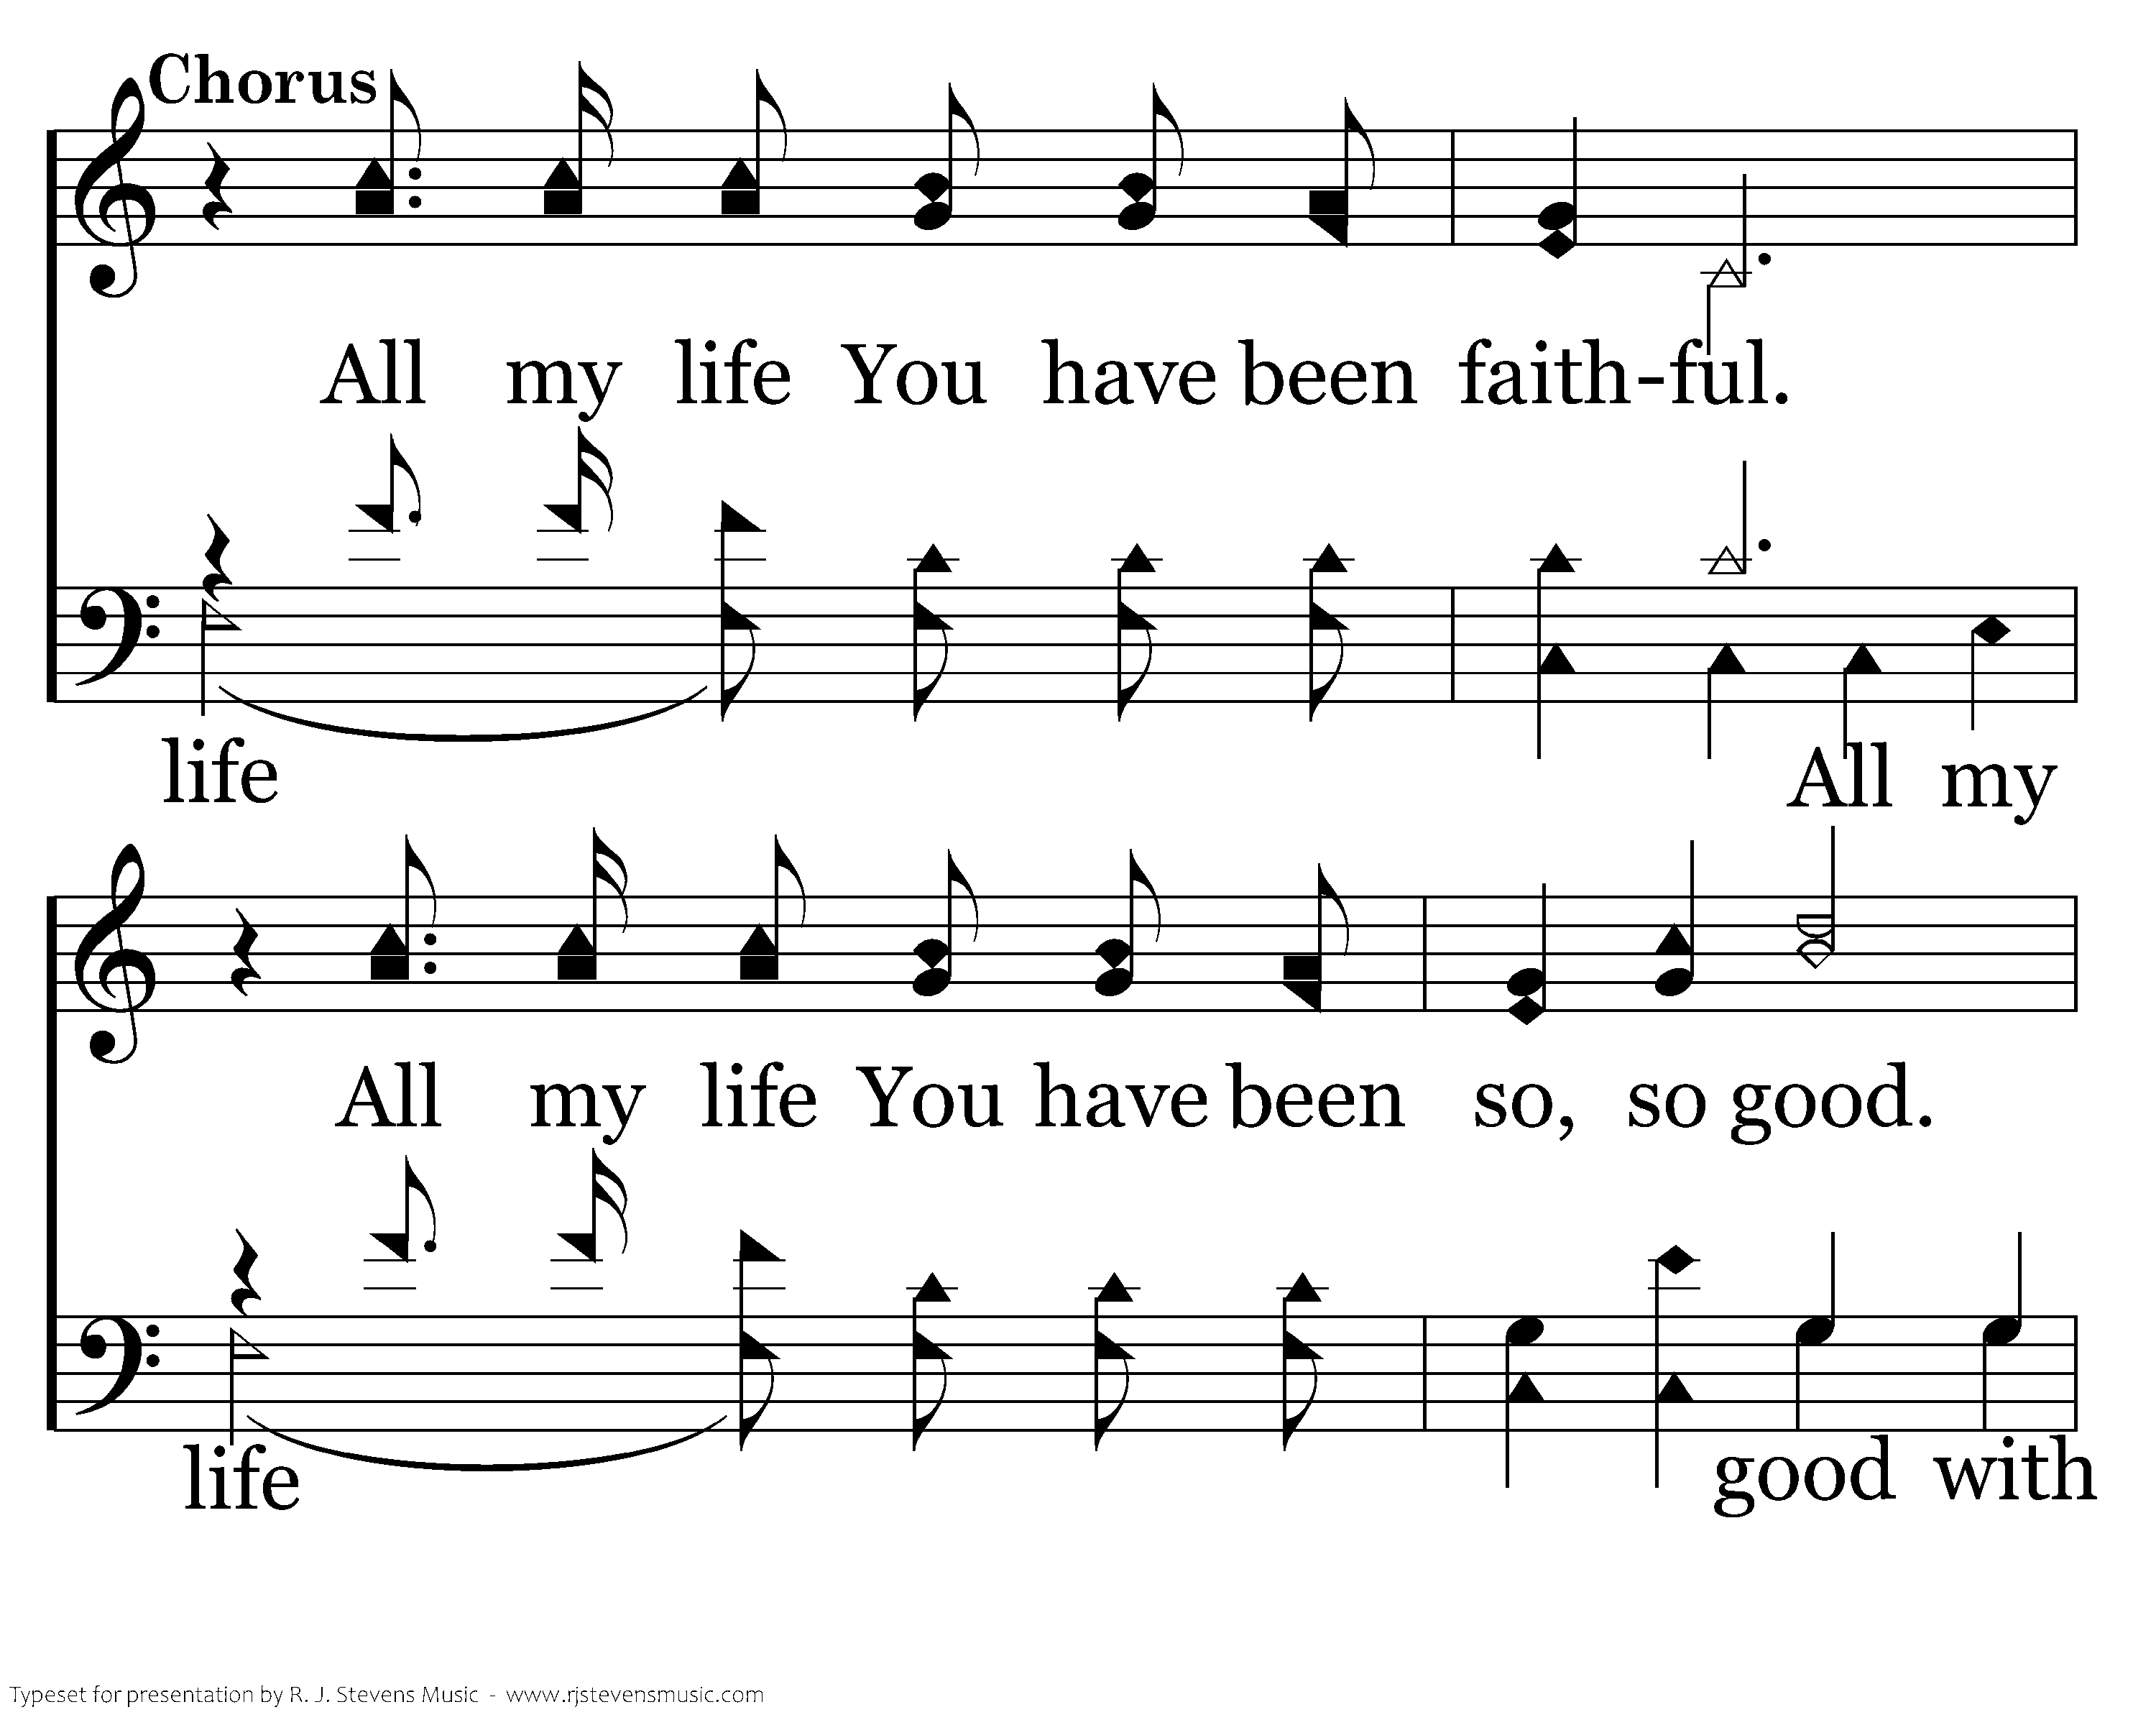 Chorus
All my life You have been faith-ful.
life All my
All my life You have been so, so good.
life good with
Typeset for presentation by R. J. Stevens Music - www.rjstevensmusic.com